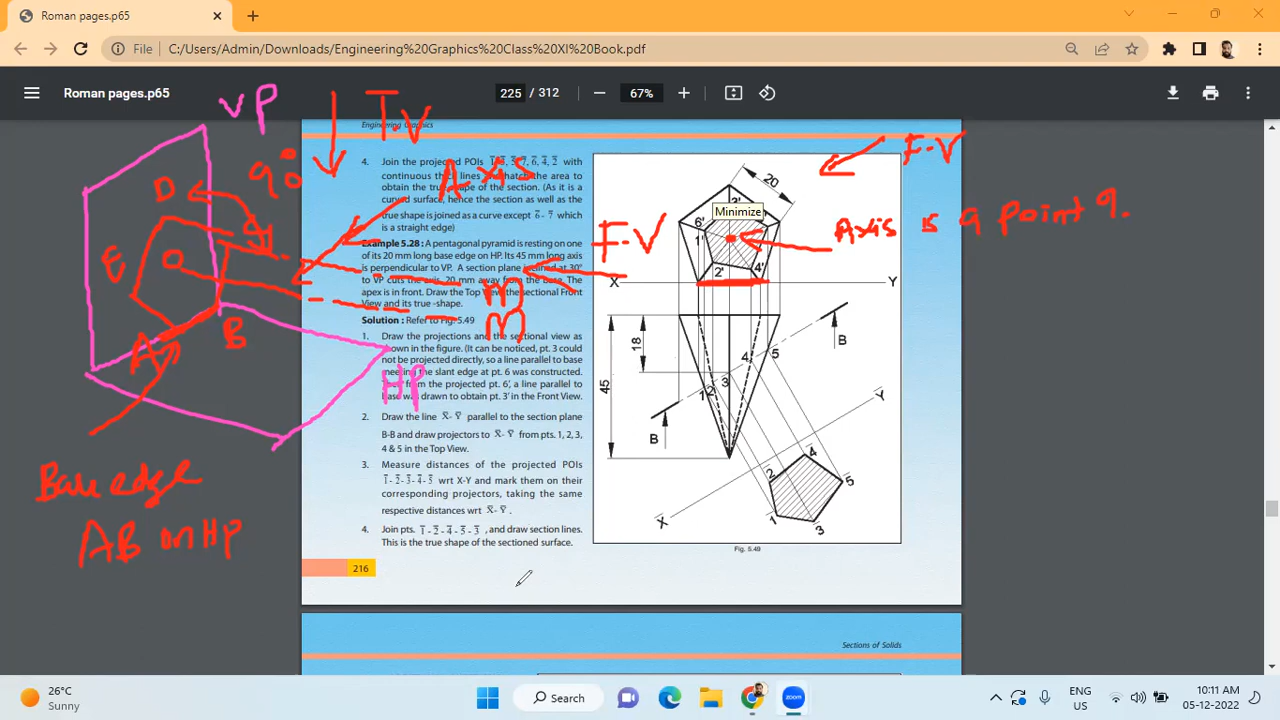 Roman pages.p65
File
C:/Users/Admin/Downloads/Engineering%20Graphics%20Class%20XI%20Book.pdf
Roman pages.p65
225 / 312
67%
Engineering Graphics
4. Join the projected POIs with
continuous thick lines and hatch the area to
obtain the true shape of the section. (As it is a
curved surface, hence the section as well as the
true shape is joined as a curve except 6̄ - 7̄ which
is a straight edge)
Example 5.28: A pentagonal pyramid is resting on one
of its 20 mm long base edge on HP. Its 45 mm long axis
is perpendicular to VP. A section plane inclined at 30°
to VP cuts the axis 20 mm away from the base. The
apex is in front. Draw the Top View, the sectional Front
View and its true -shape.
Solution : Refer to Fig.5.49
1. Draw the projections and the sectional view as
shown in the figure. (It can be noticed, pt. 3 could
not be projected directly, so a line parallel to base
meeting the slant edge at pt. 6 was constructed.
from the projected pt. 6', a line parallel to
base was drawn to obtain pt. 3' in the Front View.
2. Draw the line X̄- Ȳ parallel to the section plane
B-B and draw projectors to X̄ - Ȳ from pts. 1, 2, 3,
4 & 5 in the Top View.
3. Measure distances of the projected POIs
1̄ - 2̄ - 3̄ - 4̄ - 5̄ wrt X-Y and mark them on their
corresponding projectors, taking the same
respective distances wrt X̄ - Ȳ .
4. Join pts. 1̄ - 2̄ - 4̄ - 5̄ - 3̄ , and draw section lines.
This is the true shape of the sectioned surface.
216
20
Minimize
6'
1'
2'
4'
X
Y
18
45
B
B
1
2
3
4
5
Y̅
X̅
1̅
2̅
3̅
4̅
5̅
Fig. 5.49
Sections of Solids
VP
T.V
90°
D
E
O
A
B
HP
Axis
F.V
F.V
Axis is a point 9.
m
m
Base edge
AB on HP
26°C
Sunny
Search
ENG
US
10:11 AM
05-12-2022